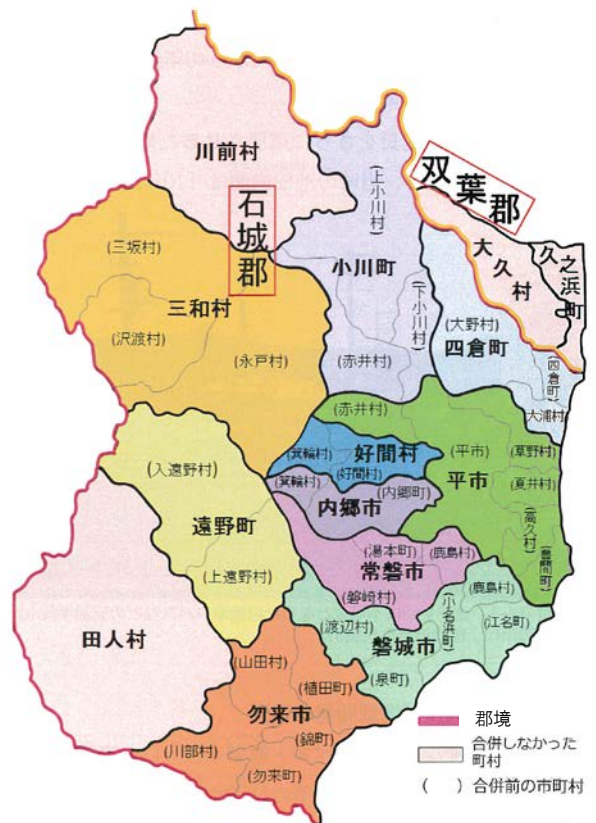 川前村
石城郡
双葉郡
(上小川村)
小川町
(下小川村)
(赤井村)
大久村
久之浜町
(三坂村)
三和村
(沢渡村)
(永戸村)
(大野村)
四倉町
(四倉町)
大浦村)
(赤井村)
(平市)
(草野村)
(夏井村)
平市
(高久村)
(豊間町)
(箕輪村)
好間村
(好間村)
(箕輪村)
(内郷町)
内郷市
(入遠野村)
遠野町
(上遠野村)
(湯本町)
(鹿島村)
常磐市
(磐崎村)
(鹿島村)
(小名浜町)
(江名町)
(渡辺村)
磐城市
(泉町)
田人村
(山田村)
(植田町)
勿来市
(錦町)
(川部村)
(勿来町)
郡境
合併しなかった
町村
( )合併前の市町村